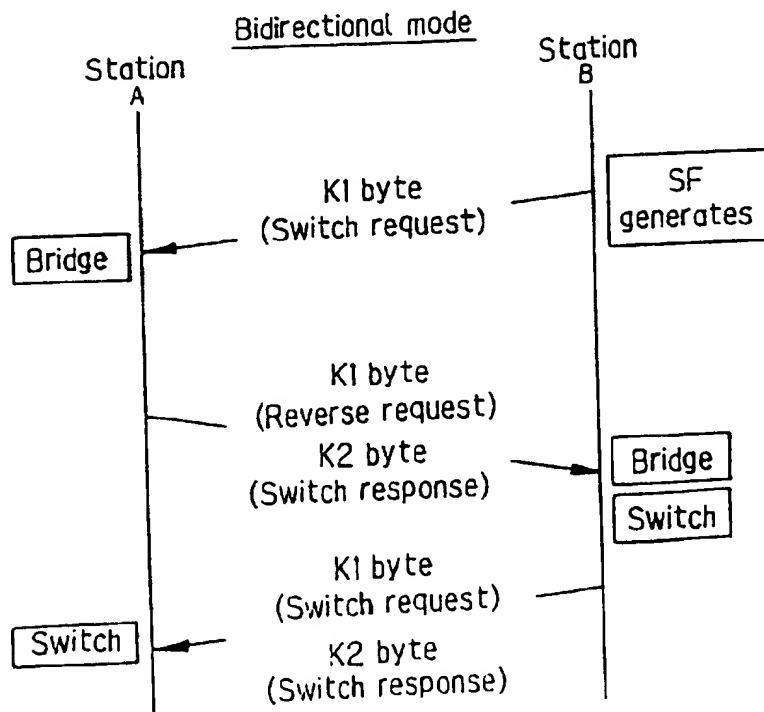 Bidirectional mode
Station
A
Station
B
SF
generates
K1 byte
(Switch request)
Bridge
K1 byte
(Reverse request)
K2 byte
(Switch response)
Bridge
Switch
K1 byte
(Switch request)
Switch
K2 byte
(Switch response)